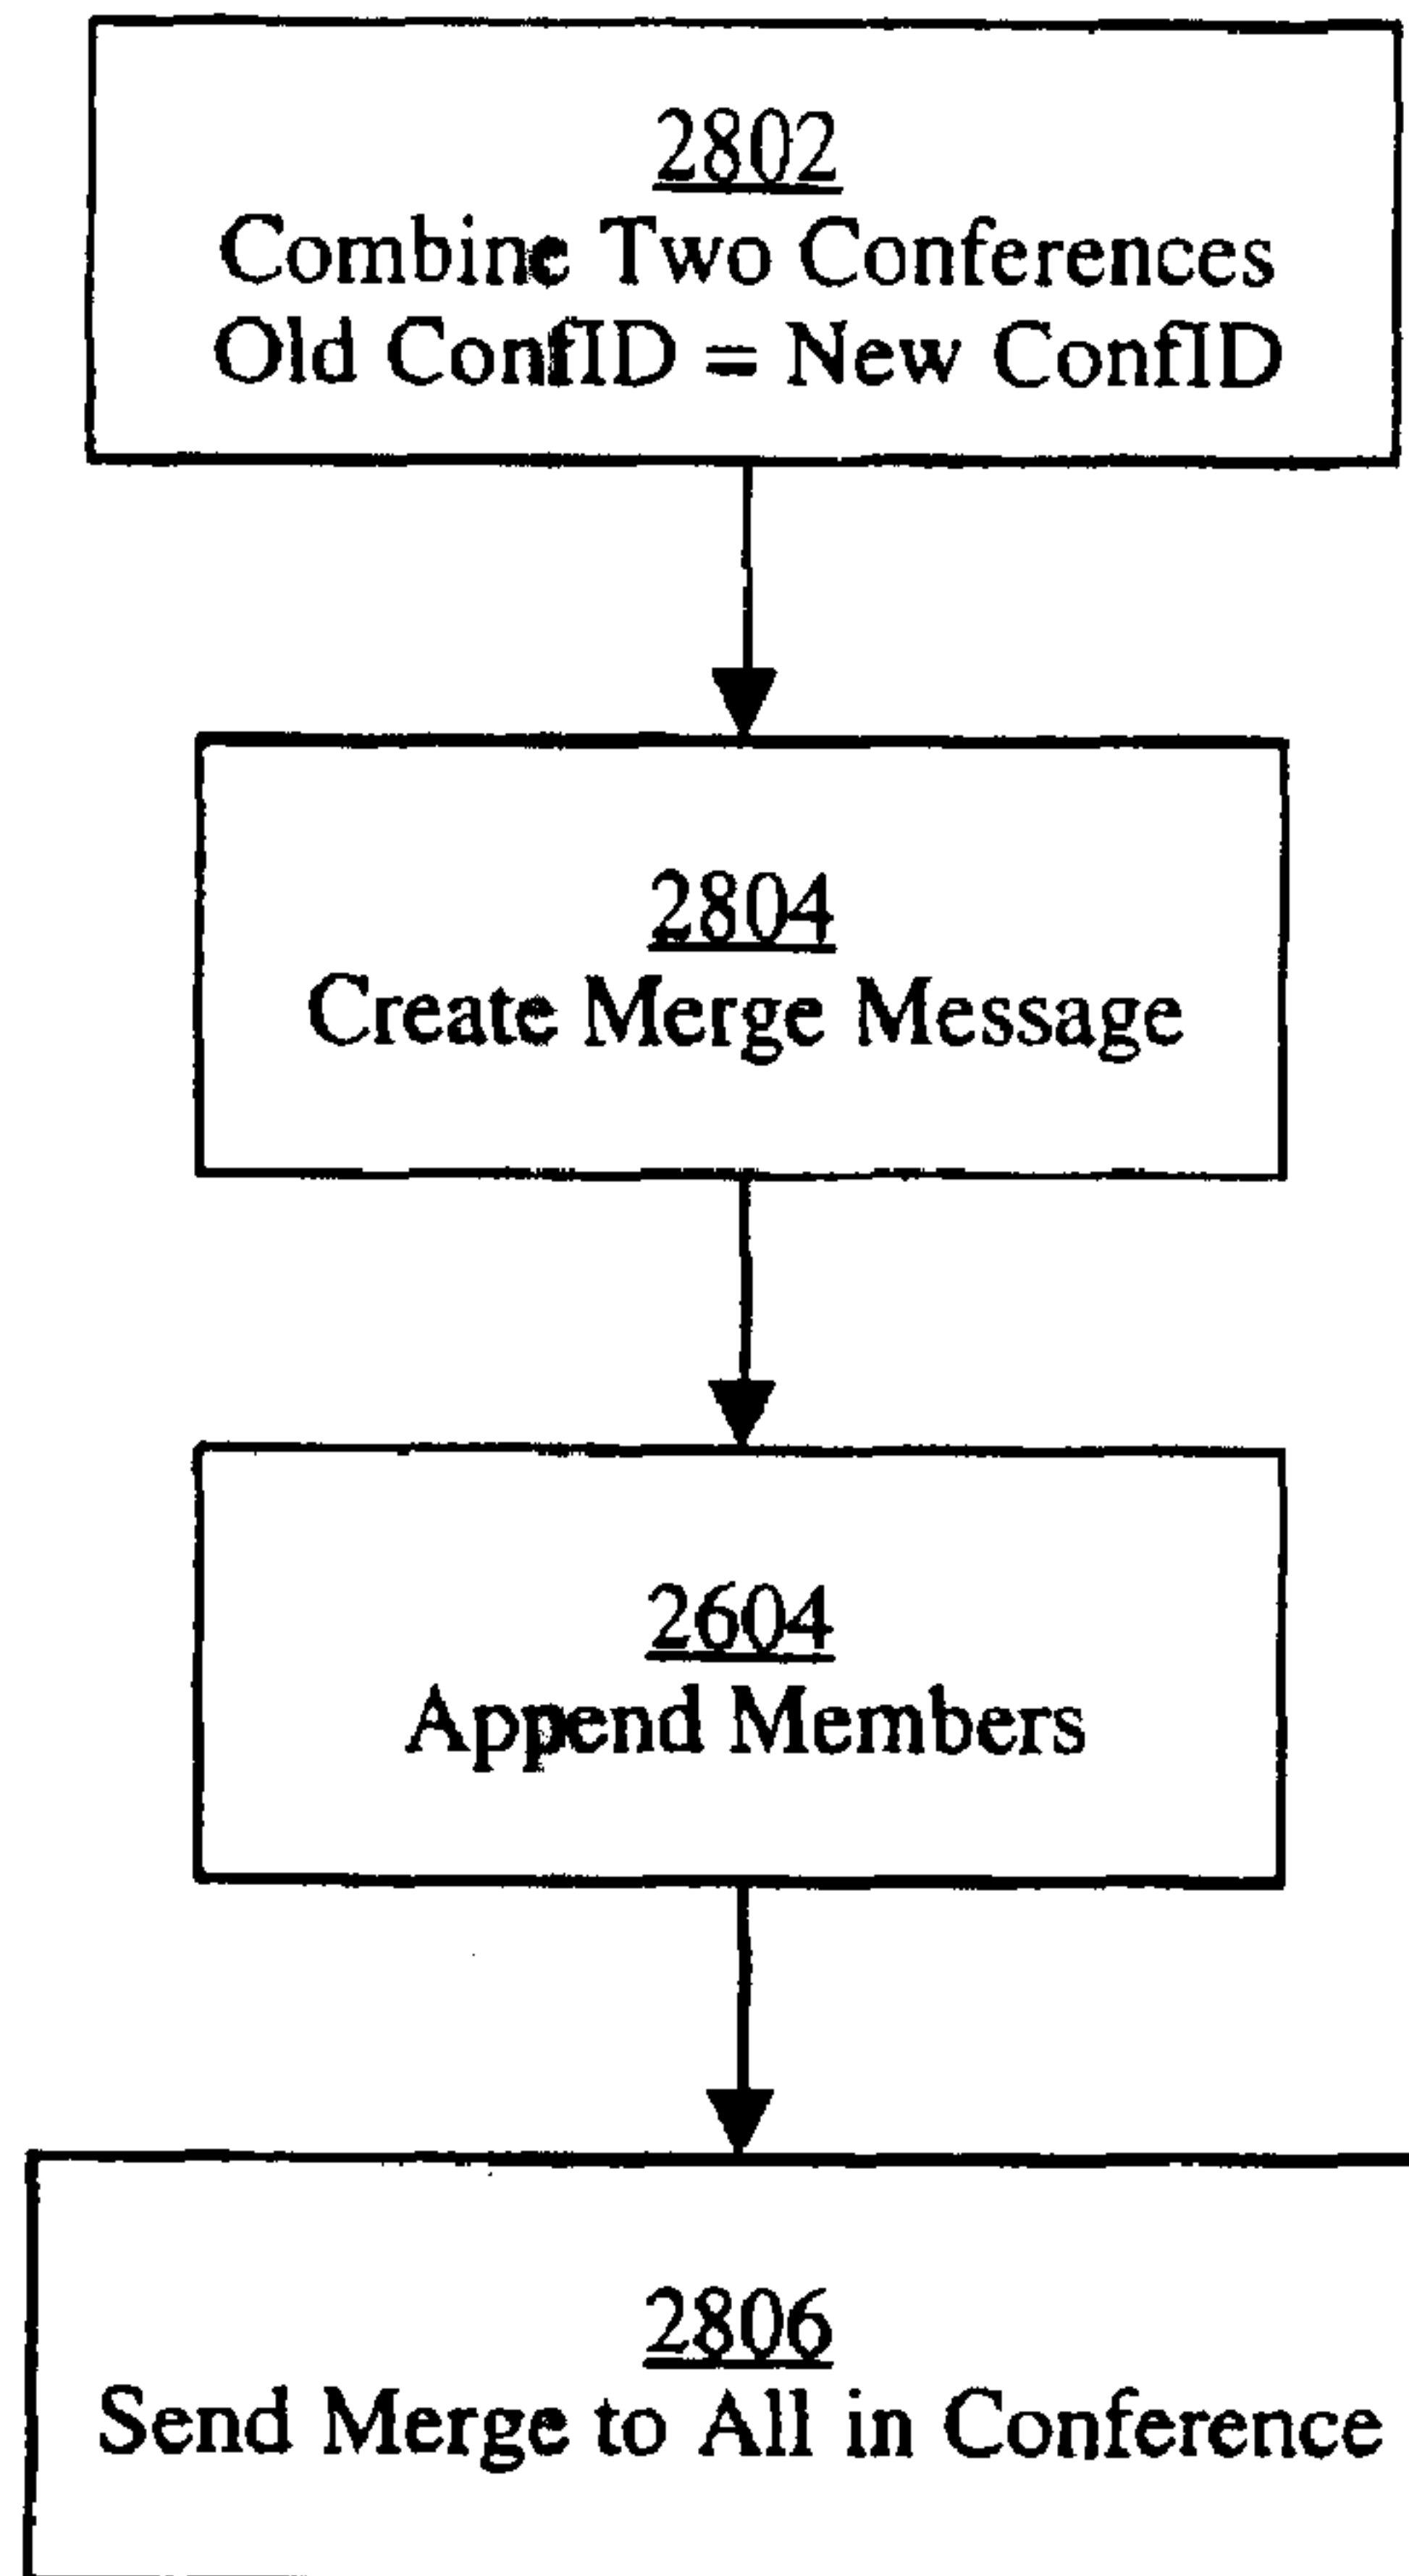 2802
Combine Two Conferences
Old ConfID = New ConfID
2804
Create Merge Message
2604
Append Members
2806
Send Merge to All in Conference